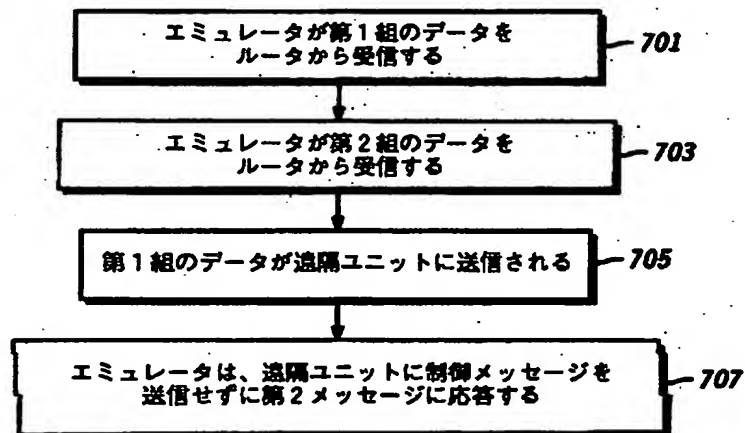 エミュレータが第1組のデータを
ルータから受信する
701
エミュレータが第2組のデータを
ルータから受信する
703
第1組のデータが遠隔ユニットに送信される
705
エミュレータは、遠隔ユニットに制御メッセージを
送信せずに第2メッセージに応答する
707